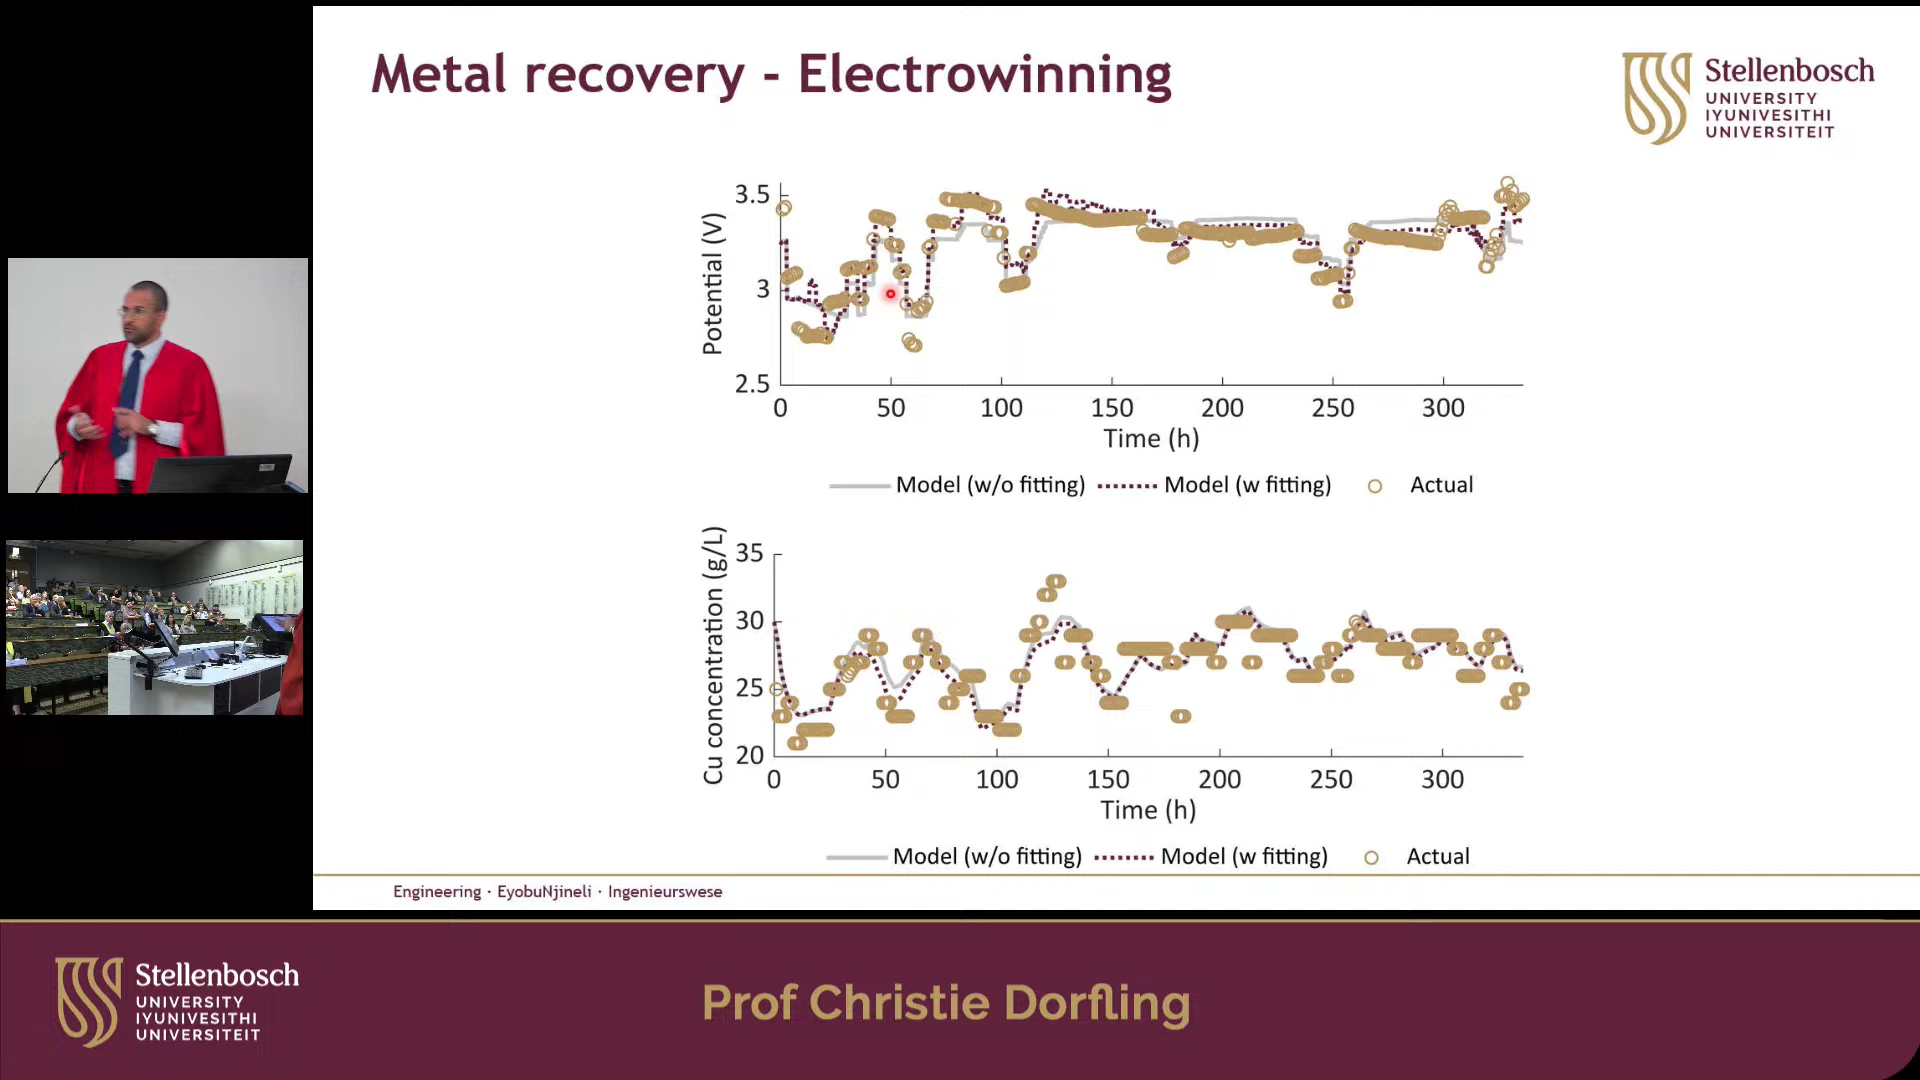 Metal recovery - Electrowinning
Stellenbosch
UNIVERSITY
IYUNIVESITHI
UNIVERSITEIT
Potential (V)
3.5
3
2.5
0 50 100 150 200 250 300
Time (h)
Model (w/o fitting) Model (w fitting) Actual
Cu concentration (g/L)
35
30
25
20
0 50 100 150 200 250 300
Time (h)
Model (w/o fitting) Model (w fitting) Actual
Engineering · EyobuNjineli · Ingenieurswese
Stellenbosch
UNIVERSITY
IYUNIVESITHI
UNIVERSITEIT
Prof Christie Dorfling